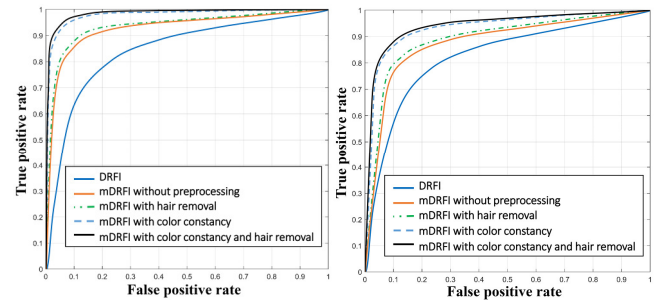 1
0.9
0.8
0.7
0.6
0.5
0.4
0.3
0.2
0.1
0
True positive rate
DRFI
mDRFI without preprocessing
mDRFI with hair removal
mDRFI with color constancy
mDRFI with color constancy and hair removal
0 0.1 0.2 0.3 0.4 0.5 0.6 0.7 0.8 0.9 1
False positive rate
1
0.9
0.8
0.7
0.6
0.5
0.4
0.3
0.2
0.1
0
True positive rate
DRFI
mDRFI without preprocessing
mDRFI with hair removal
mDRFI with color constancy
mDRFI with color constancy and hair removal
0 0.1 0.2 0.3 0.4 0.5 0.6 0.7 0.8 0.9 1
False positive rate